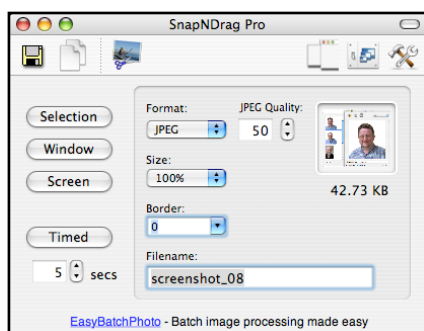 SnapNDrag Pro
Selection
Window
Screen
Timed
5 secs
Format: JPEG Quality:
JPEG 50
Size:
100%
42.73 KB
Border:
0
Filename:
screenshot_08
EasyBatchPhoto - Batch image processing made easy